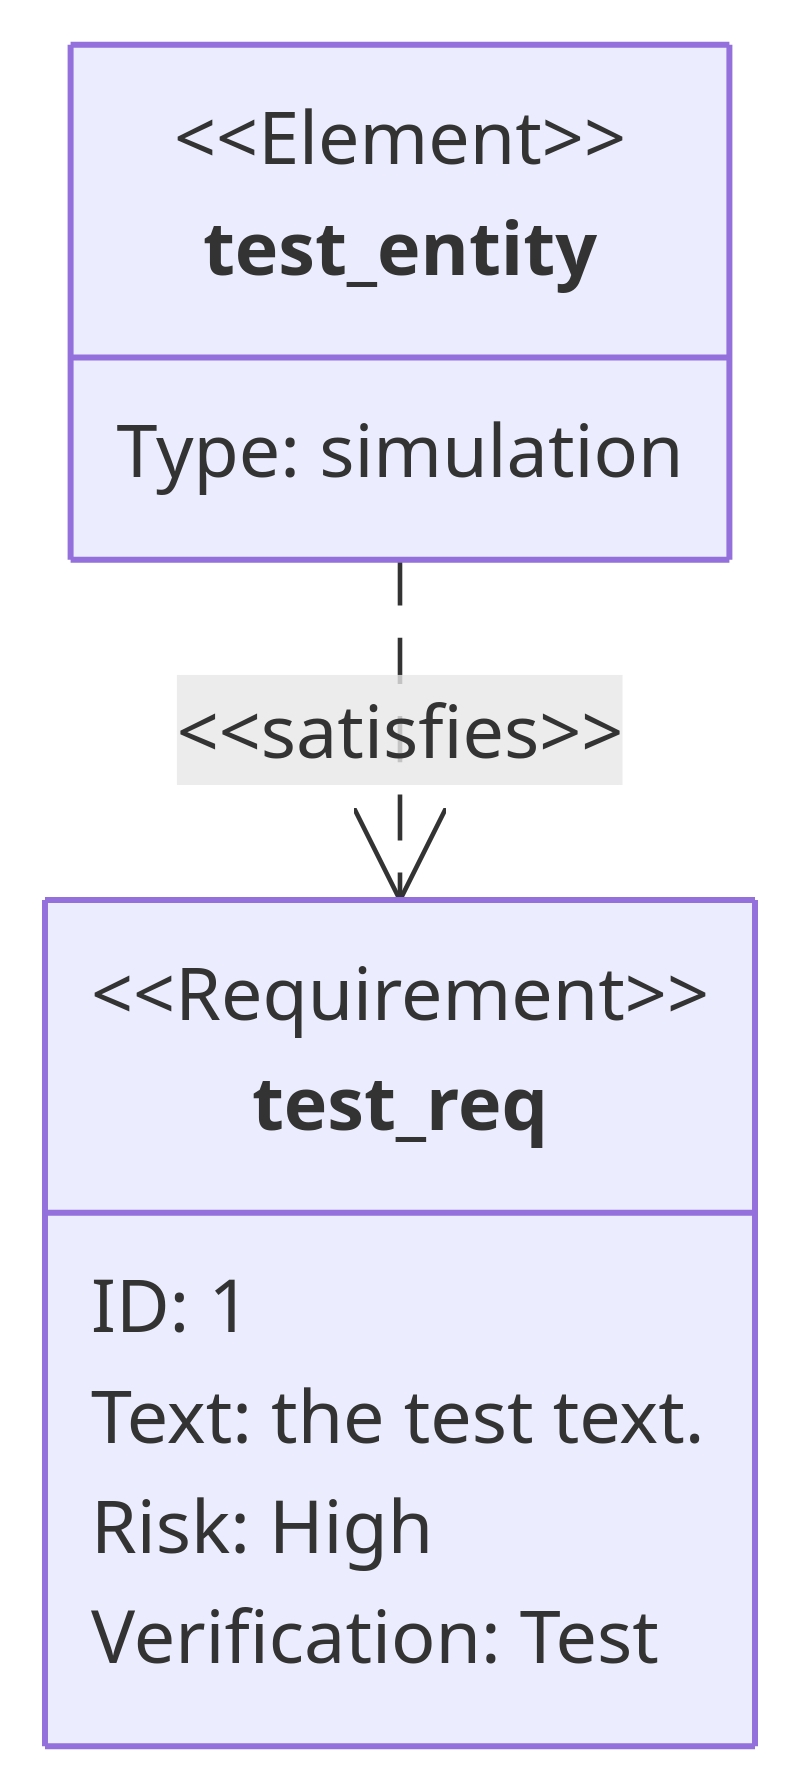 <<Element>>
test_entity
Type: simulation
<<satisfies>>
<<Requirement>>
test_req
ID: 1
Text: the test text.
Risk: High
Verification: Test